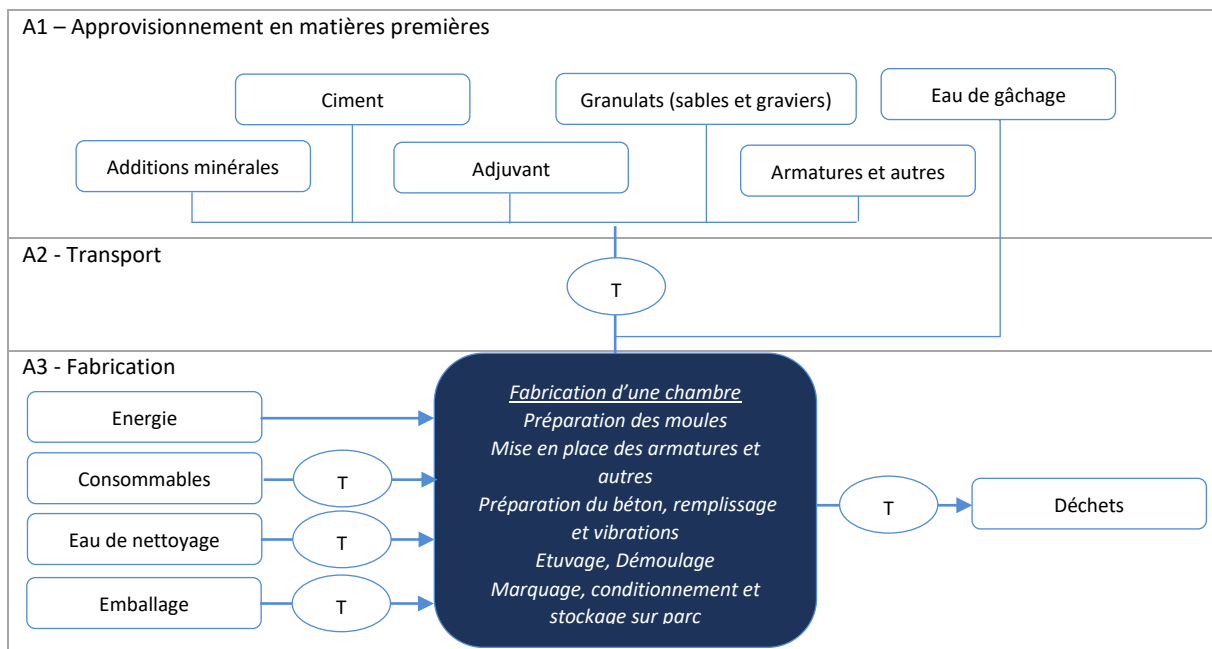 A1 – Approvisionnement en matières premières
Ciment
Granulats (sables et graviers)
Eau de gâchage
Additions minérales
Adjuvant
Armatures et autres
A2 - Transport
T
A3 - Fabrication
Energie
Consommables
T
Eau de nettoyage
T
Emballage
T
Fabrication d’une chambre
Préparation des moules
Mise en place des armatures et
autres
Préparation du béton, remplissage
et vibrations
Etuvage, Démoulage
Marquage, conditionnement et
stockage sur parc
T
Déchets